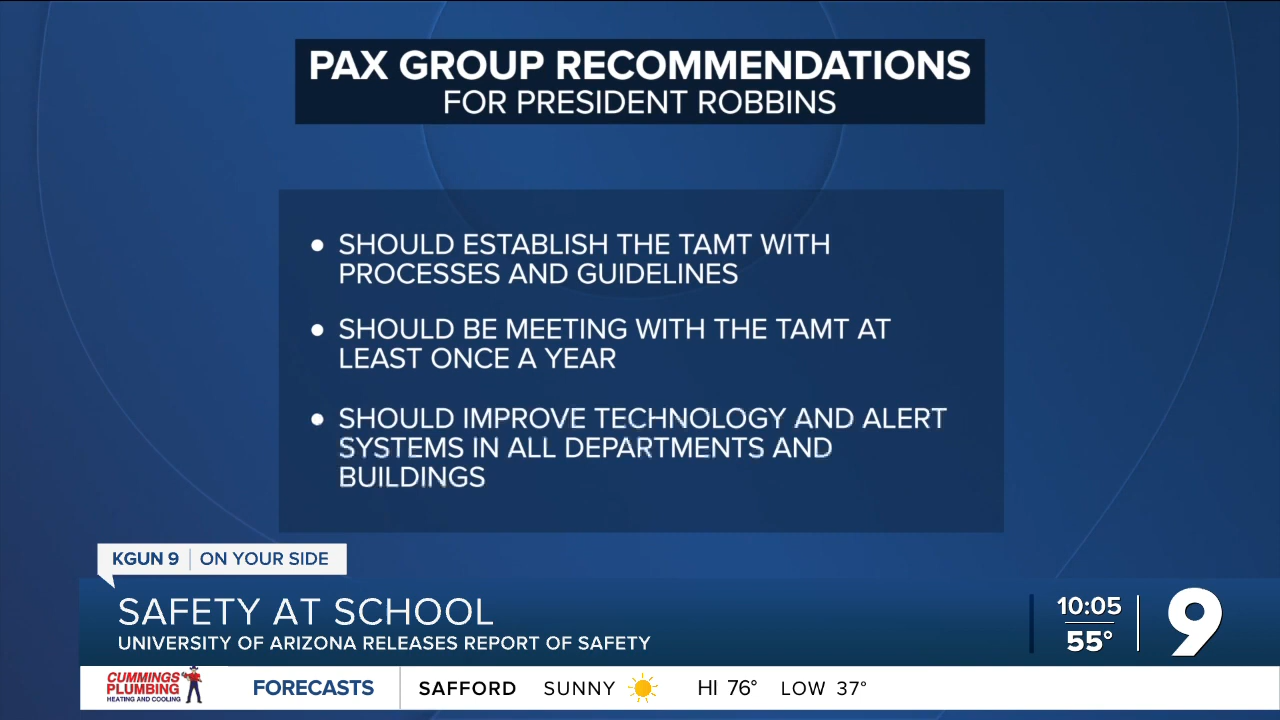 PAX GROUP RECOMMENDATIONS
FOR PRESIDENT ROBBINS
• SHOULD ESTABLISH THE TAMT WITH
PROCESSES AND GUIDELINES
• SHOULD BE MEETING WITH THE TAMT AT
LEAST ONCE A YEAR
• SHOULD IMPROVE TECHNOLOGY AND ALERT
SYSTEMS IN ALL DEPARTMENTS AND
BUILDINGS
KGUN 9 | ON YOUR SIDE
SAFETY AT SCHOOL
UNIVERSITY OF ARIZONA RELEASES REPORT OF SAFETY
10:05
55°
9
CUMMINGS
PLUMBING
HEATING AND COOLING
FORECASTS
SAFFORD SUNNY HI 76° LOW 37°